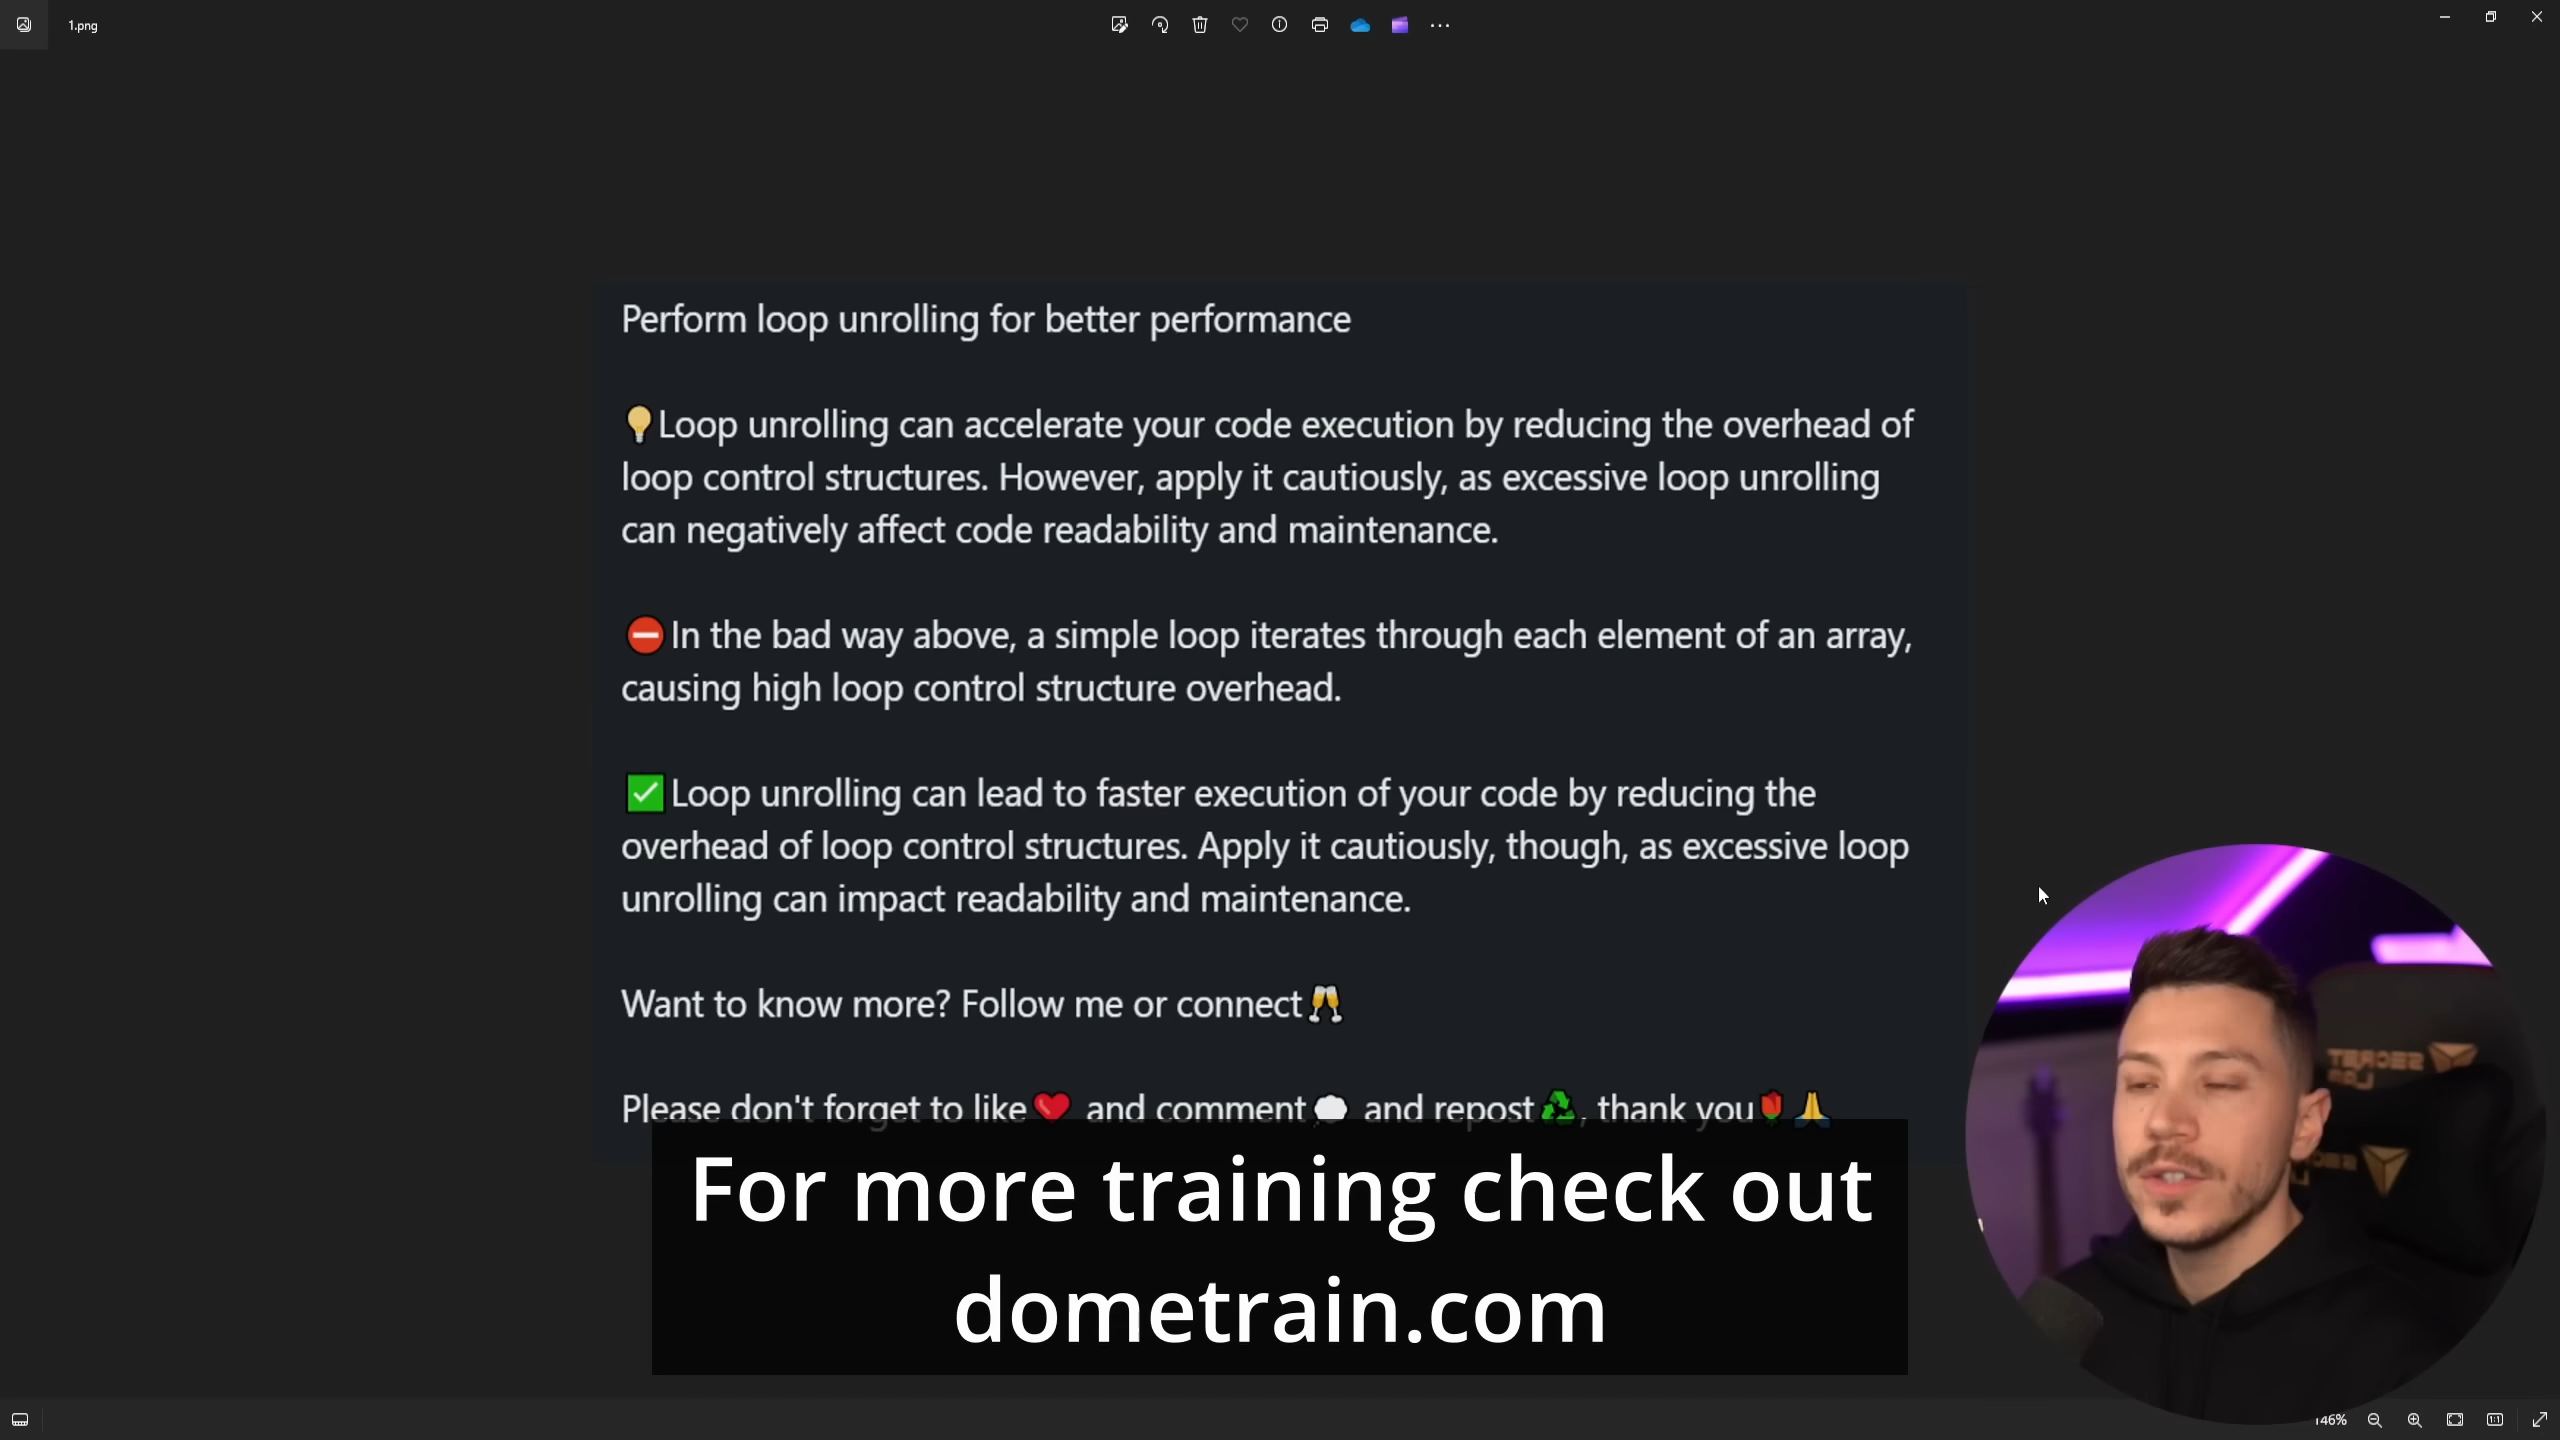 1.png
Perform loop unrolling for better performance
💡Loop unrolling can accelerate your code execution by reducing the overhead of
loop control structures. However, apply it cautiously, as excessive loop unrolling
can negatively affect code readability and maintenance.
⛔In the bad way above, a simple loop iterates through each element of an array,
causing high loop control structure overhead.
✅Loop unrolling can lead to faster execution of your code by reducing the
overhead of loop control structures. Apply it cautiously, though, as excessive loop
unrolling can impact readability and maintenance.
Want to know more? Follow me or connect🥂
Please don't forget to like❤️ and comment💭 and repost♻️, thank you🌹🙏
For more training check out
dometrain.com
SECRET
LAB
146%